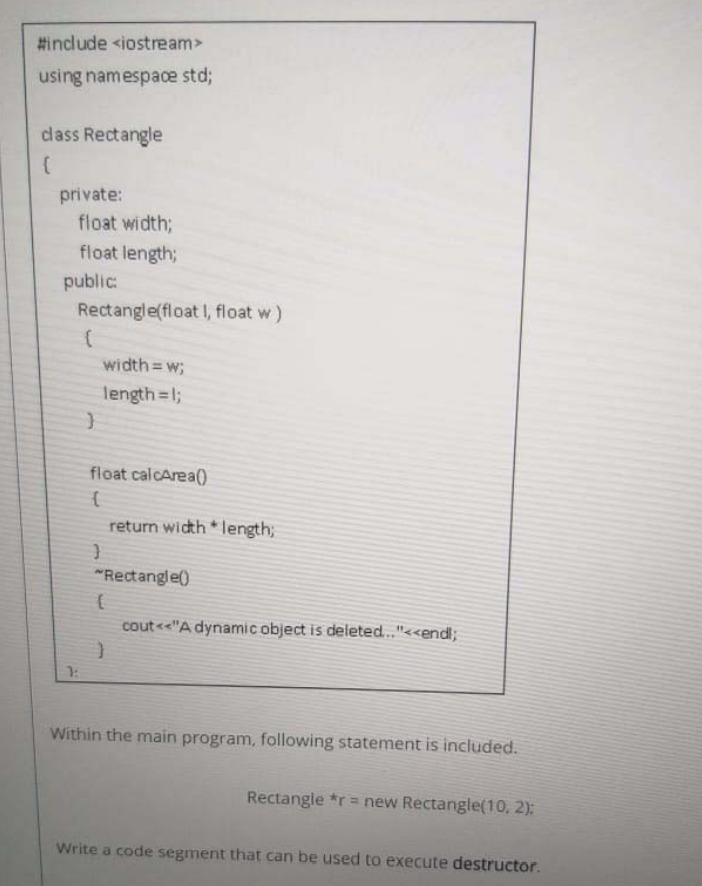 #include <iostream>
using namespace std;
class Rectangle
{
private:
float width;
float length;
public:
Rectangle(float l, float w )
{
width = w;
length = l;
}
float calcArea()
{
return width * length;
}
~Rectangle()
{
cout<<"A dynamic object is deleted..."<<endl;
}
};
Within the main program, following statement is included.
Rectangle *r = new Rectangle(10, 2);
Write a code segment that can be used to execute destructor.